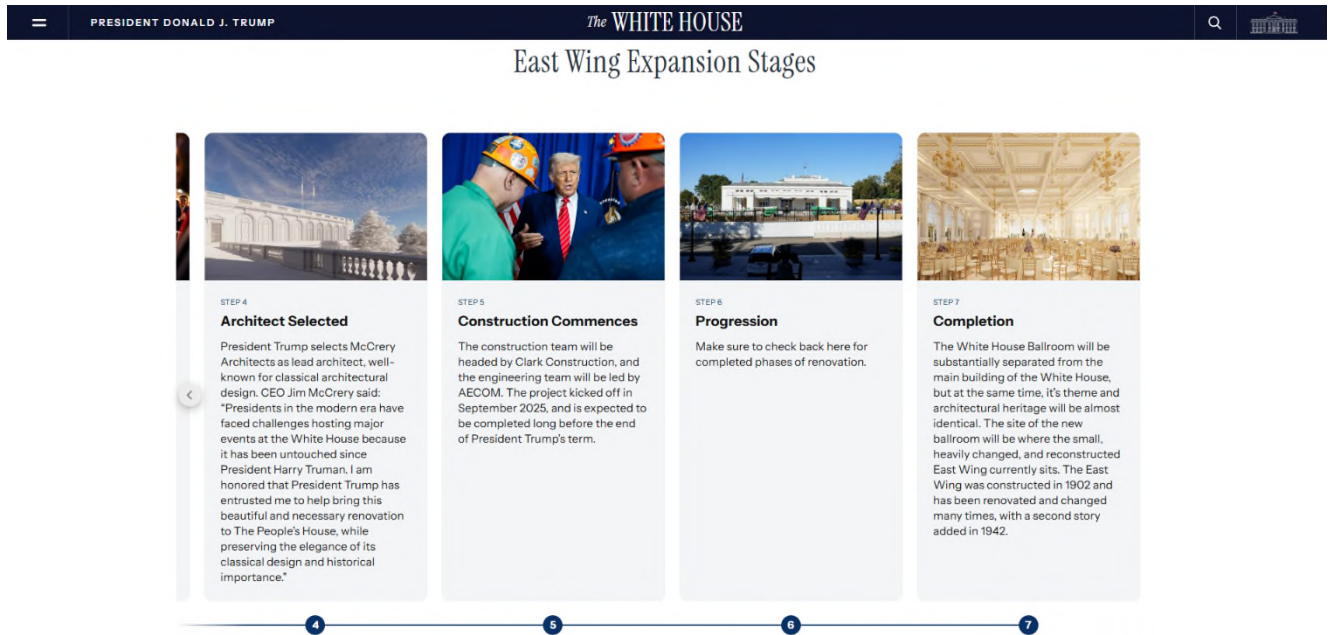 PRESIDENT DONALD J. TRUMP
The WHITE HOUSE
East Wing Expansion Stages
STEP 4
Architect Selected
President Trump selects McCrery
Architects as lead architect, well-
known for classical architectural
design. CEO Jim McCrery said:
“Presidents in the modern era have
faced challenges hosting major
events at the White House because
it has been untouched since
President Harry Truman. I am
honored that President Trump has
entrusted me to help bring this
beautiful and necessary renovation
to The People’s House, while
preserving the elegance of its
classical design and historical
importance.”
STEP 5
Construction Commences
The construction team will be
headed by Clark Construction, and
the engineering team will be led by
AECOM. The project kicked off in
September 2025, and is expected to
be completed long before the end
of President Trump’s term.
STEP 6
Progression
Make sure to check back here for
completed phases of renovation.
STEP 7
Completion
The White House Ballroom will be
substantially separated from the
main building of the White House,
but at the same time, it’s theme and
architectural heritage will be almost
identical. The site of the new
ballroom will be where the small,
heavily changed, and reconstructed
East Wing currently sits. The East
Wing was constructed in 1902 and
has been renovated and changed
many times, with a second story
added in 1942.
4
5
6
7